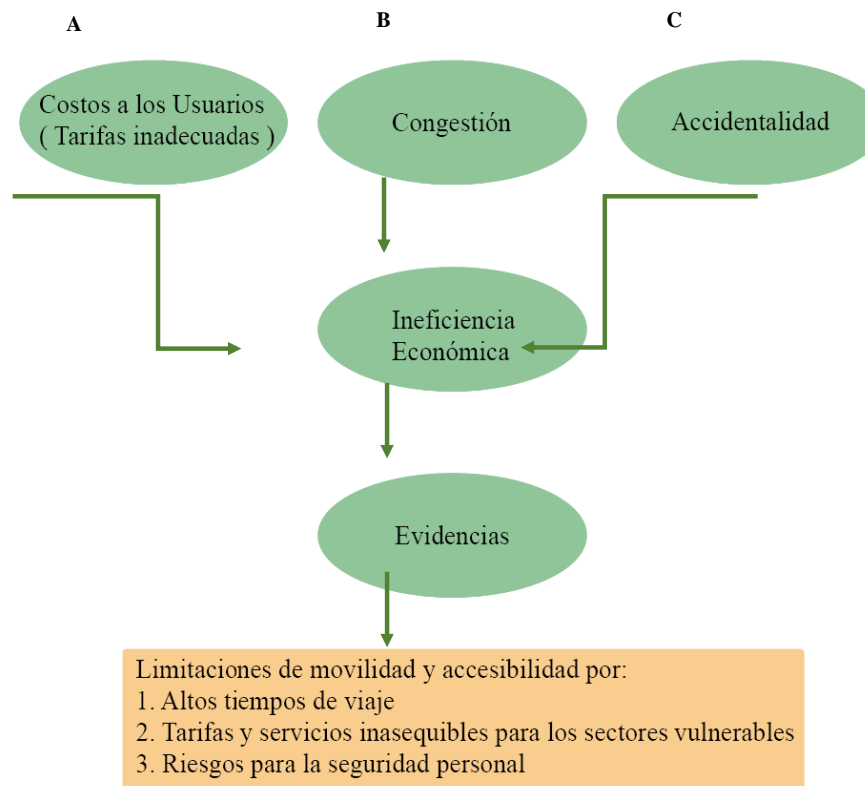 A
B
C
Costos a los Usuarios
( Tarifas inadecuadas )
Congestión
Accidentalidad
Ineficiencia
Económica
Evidencias
Limitaciones de movilidad y accesibilidad por:
1. Altos tiempos de viaje
2. Tarifas y servicios inasequibles para los sectores vulnerables
3. Riesgos para la seguridad personal